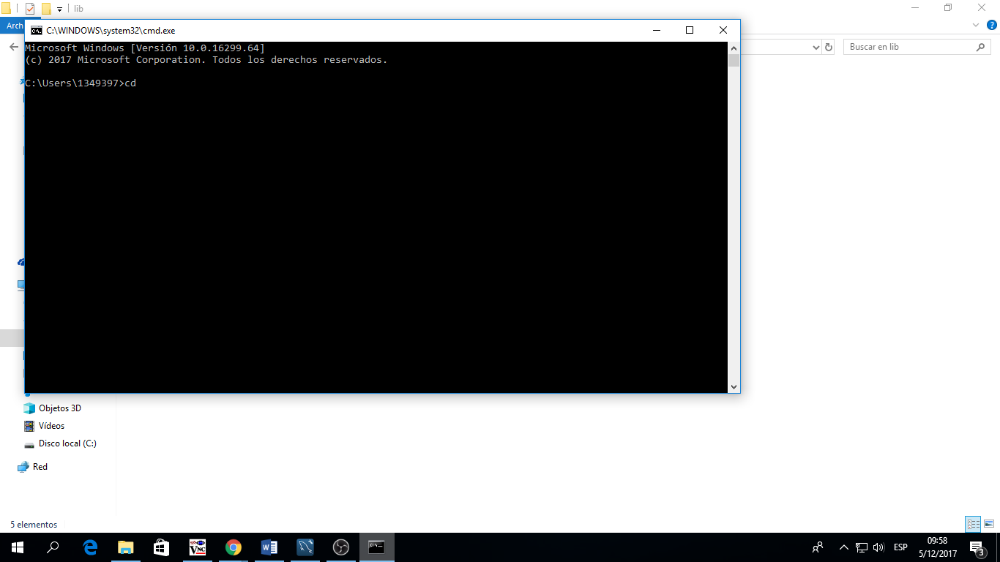 lib
Arch
C:\WINDOWS\system32\cmd.exe
Microsoft Windows [Versión 10.0.16299.64]
(c) 2017 Microsoft Corporation. Todos los derechos reservados.
C:\Users\1349397>cd
Buscar en lib
Objetos 3D
Vídeos
Disco local (C:)
Red
5 elementos
ESP
09:58
5/12/2017
3